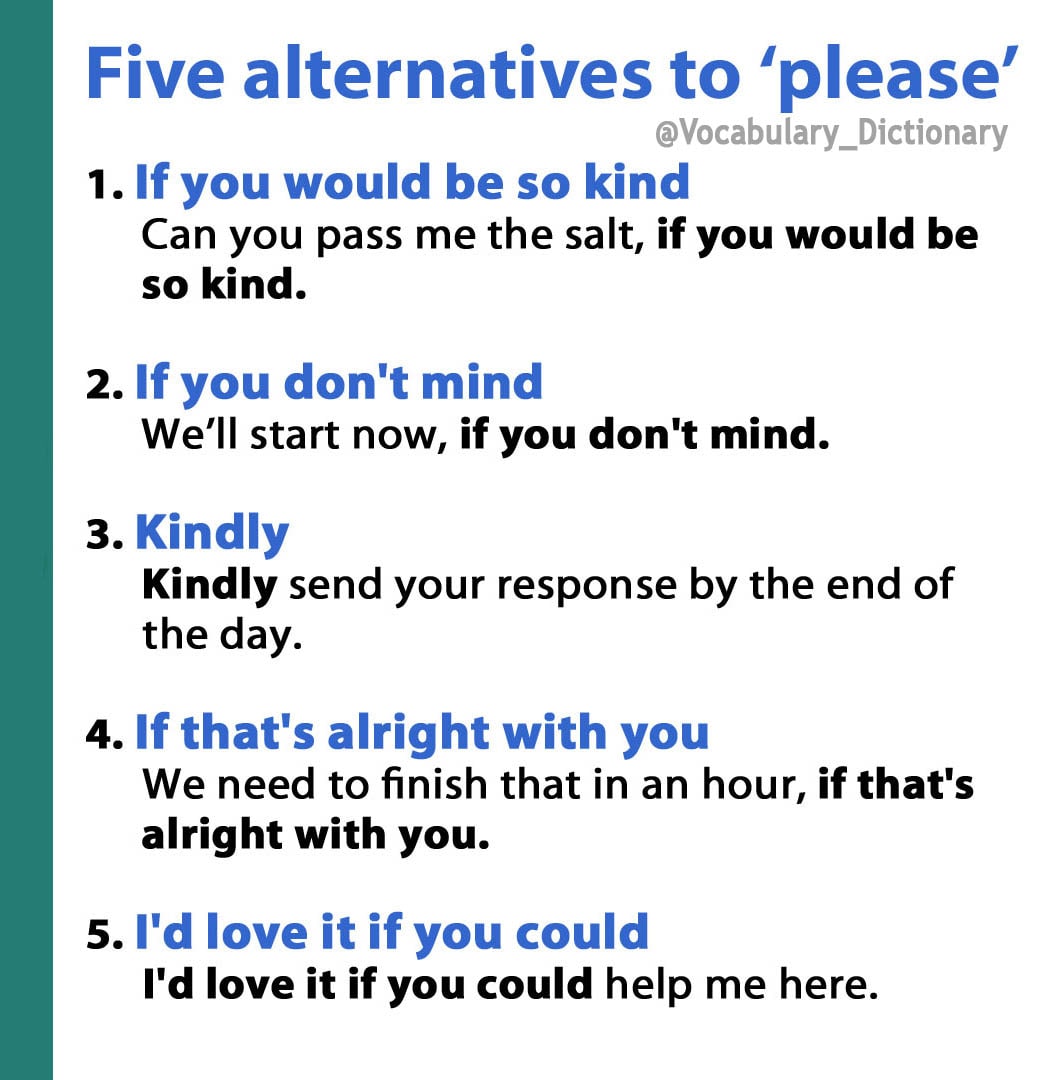 Five alternatives to ‘please’
@Vocabulary_Dictionary
1. If you would be so kind
Can you pass me the salt, if you would be
so kind.
2. If you don't mind
We’ll start now, if you don't mind.
3. Kindly
Kindly send your response by the end of
the day.
4. If that's alright with you
We need to finish that in an hour, if that's
alright with you.
5. I'd love it if you could
I'd love it if you could help me here.